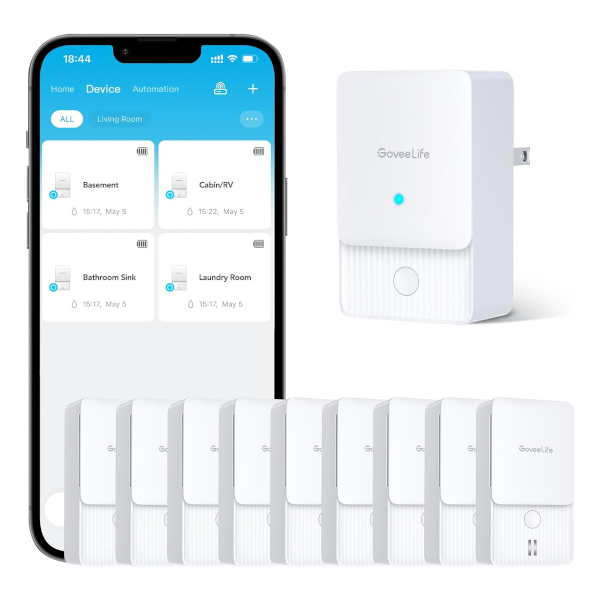 18:44
Home Device Automation
ALL Living Room
Basement
15:17, May 5
Cabin/RV
15:22, May 5
Bathroom Sink
15:17, May 5
Laundry Room
15:17, May 5
GoveeLife
GoveeLife
GoveeLife